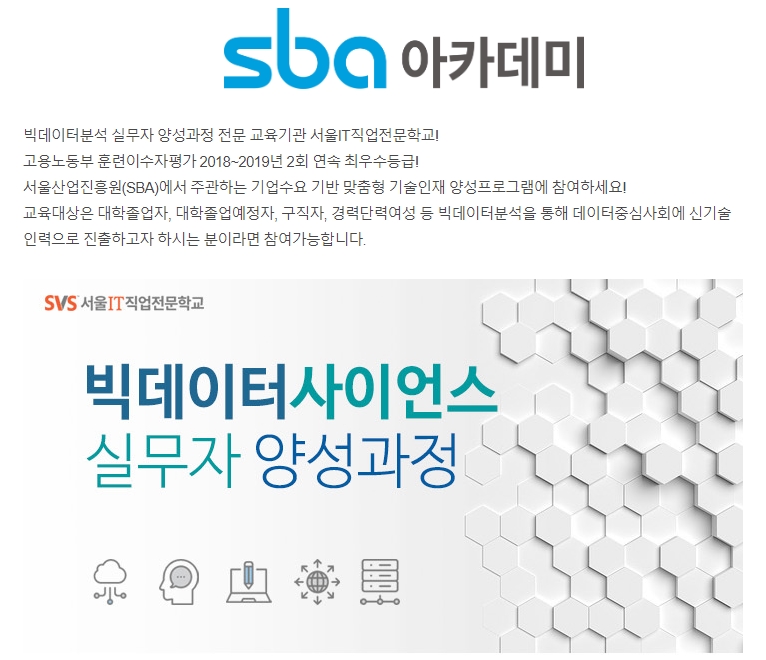 sba 아카데미
빅데이터분석 실무자 양성과정 전문 교육기관 서울IT직업전문학교!
고용노동부 훈련이수자평가 2018~2019년 2회 연속 최우수등급!
서울산업진흥원(SBA)에서 주관하는 기업수요 기반 맞춤형 기술인재 양성프로그램에 참여하세요!
교육대상은 대학졸업자, 대학졸업예정자, 구직자, 경력단력여성 등 빅데이터분석을 통해 데이터중심사회에 신기술
인력으로 진출하고자 하시는 분이라면 참여가능합니다.
SVS 서울IT직업전문학교
빅데이터사이언스
실무자 양성과정